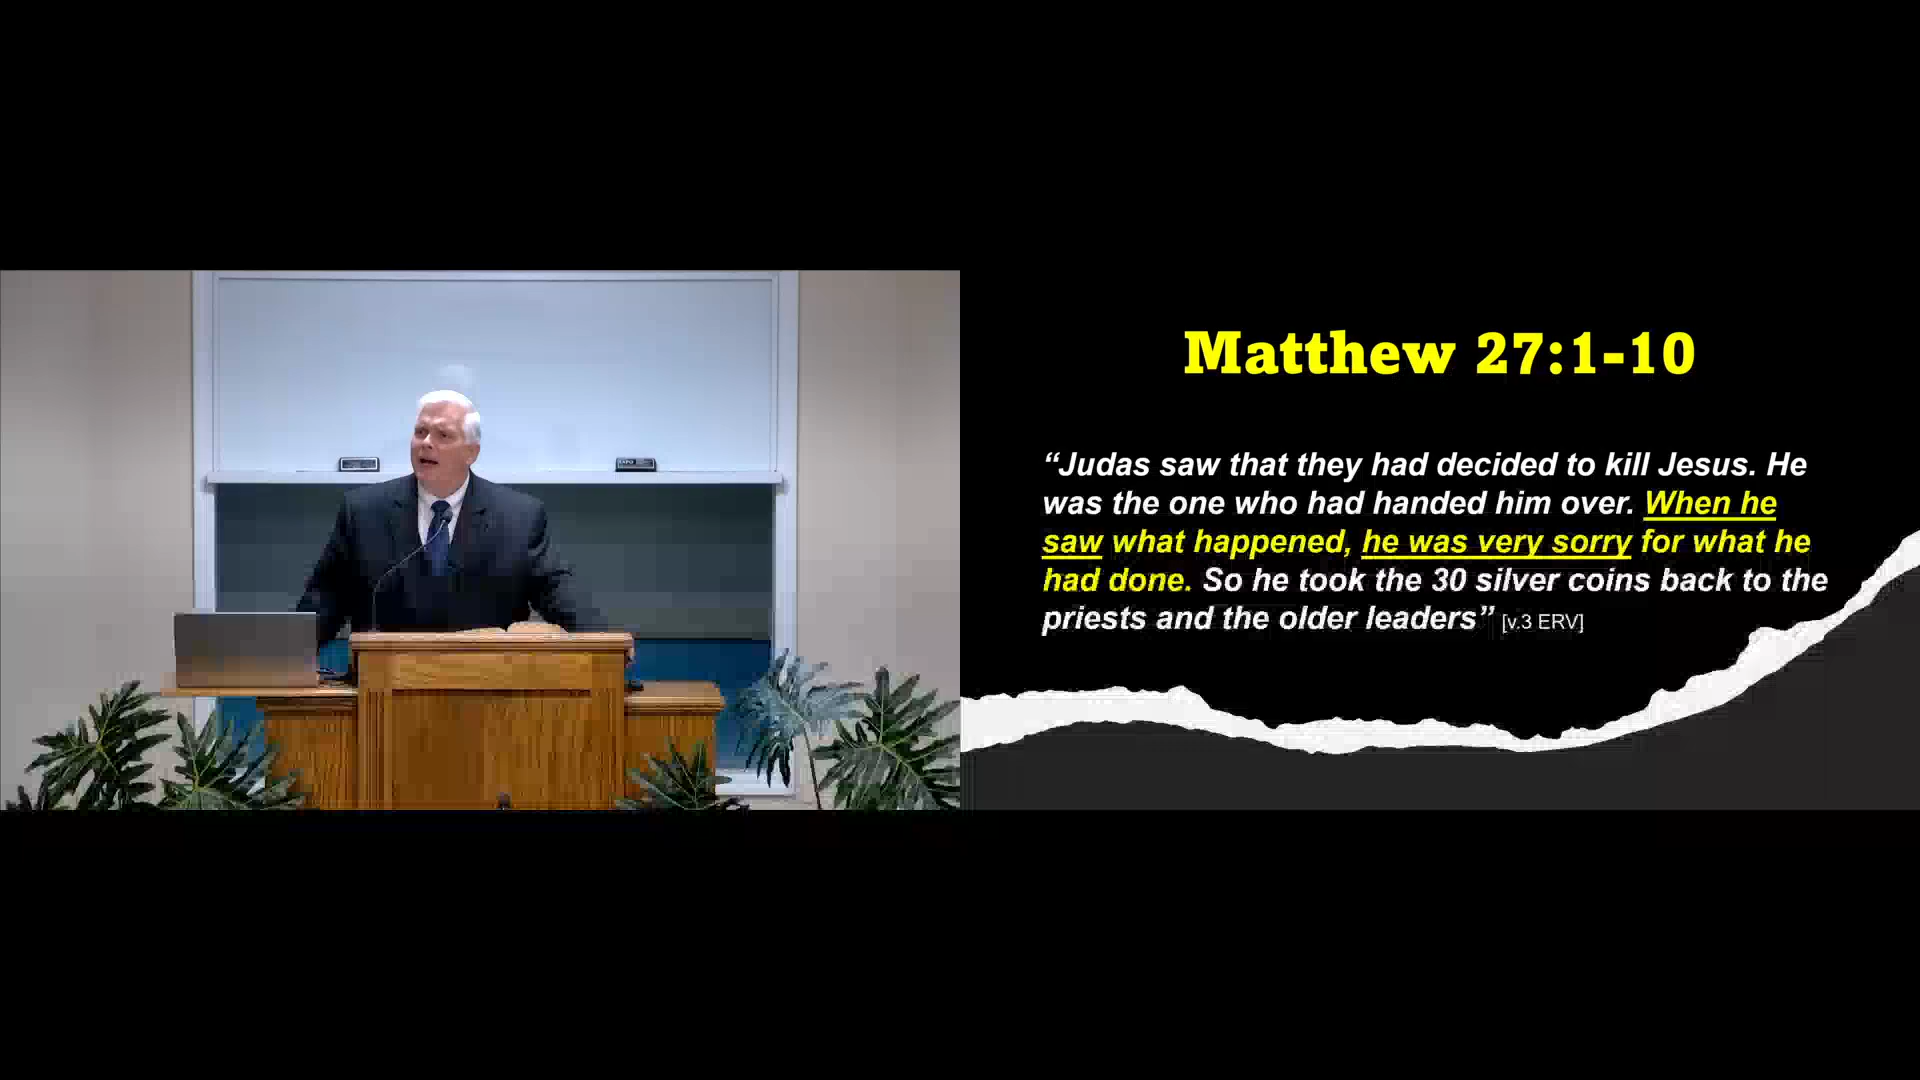 Matthew 27:1-10
“Judas saw that they had decided to kill Jesus. He
was the one who had handed him over. When he
saw what happened, he was very sorry for what he
had done. So he took the 30 silver coins back to the
priests and the older leaders” [v.3 ERV]
EXPO